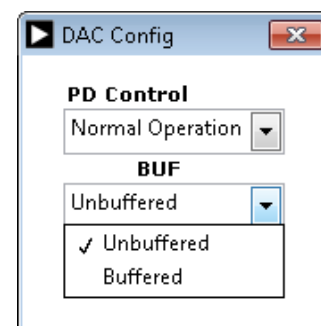 DAC Config
PD Control
Normal Operation
BUF
Unbuffered
✓ Unbuffered
Buffered